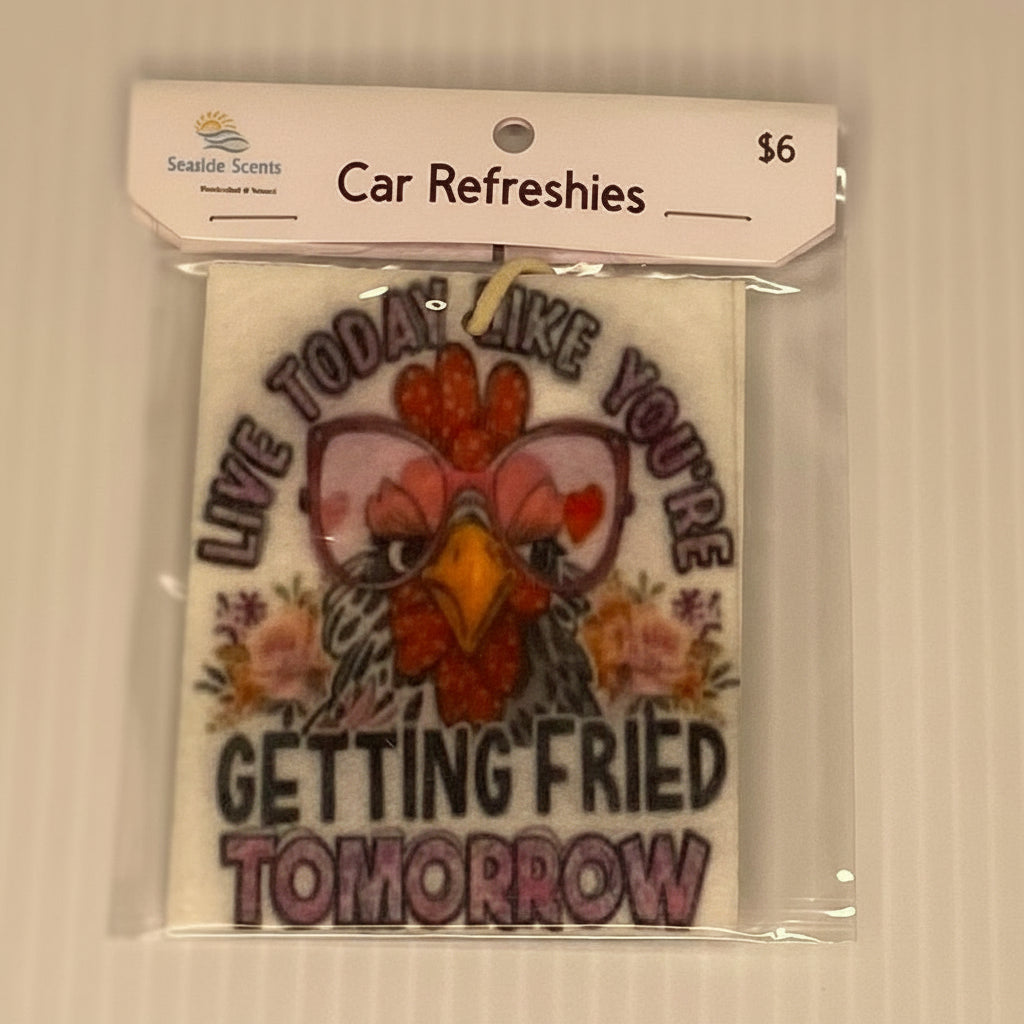 Seaside Scents
$6
Car Refreshies
LIVE TODAY LIKE YOU'RE
GETTING FRIED
TOMORROW